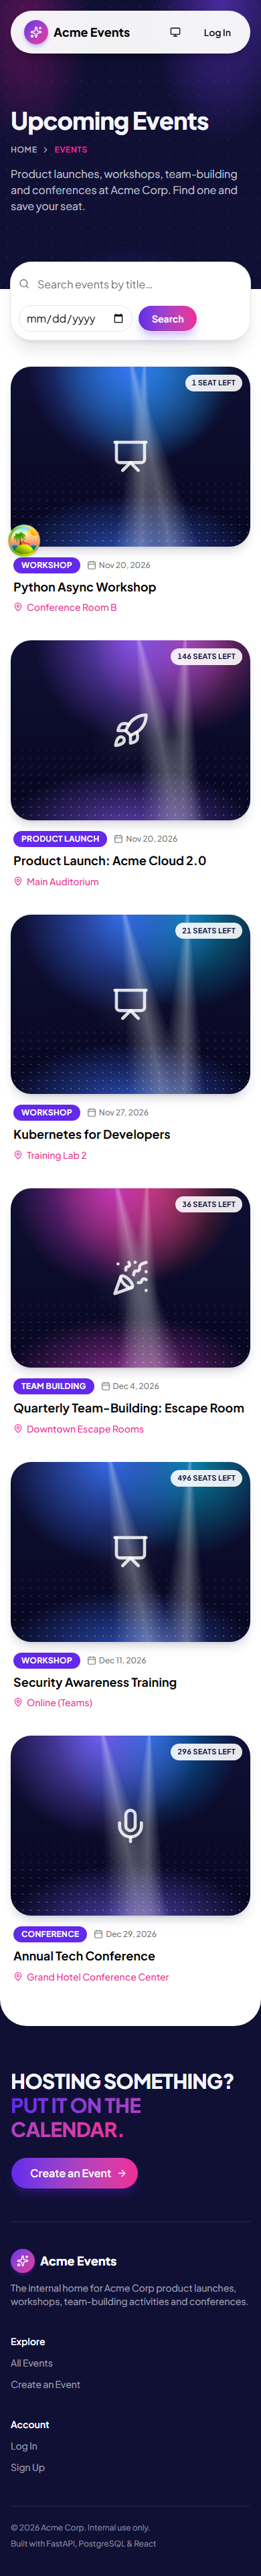 Acme Events
Log In
Upcoming Events
HOME > EVENTS
Product launches, workshops, team-building
and conferences at Acme Corp. Find one and
save your seat.
Search events by title...
mm/dd/yyyy
Search
1 SEAT LEFT
WORKSHOP Nov 20, 2026
Python Async Workshop
Conference Room B
146 SEATS LEFT
PRODUCT LAUNCH Nov 20, 2026
Product Launch: Acme Cloud 2.0
Main Auditorium
21 SEATS LEFT
WORKSHOP Nov 27, 2026
Kubernetes for Developers
Training Lab 2
36 SEATS LEFT
TEAM BUILDING Dec 4, 2026
Quarterly Team-Building: Escape Room
Downtown Escape Rooms
496 SEATS LEFT
WORKSHOP Dec 11, 2026
Security Awareness Training
Online (Teams)
296 SEATS LEFT
CONFERENCE Dec 29, 2026
Annual Tech Conference
Grand Hotel Conference Center
HOSTING SOMETHING?
PUT IT ON THE
CALENDAR.
Create an Event →
Acme Events
The internal home for Acme Corp product launches,
workshops, team-building activities and conferences.
Explore
All Events
Create an Event
Account
Log In
Sign Up
© 2026 Acme Corp. Internal use only.
Built with FastAPI, PostgreSQL & React